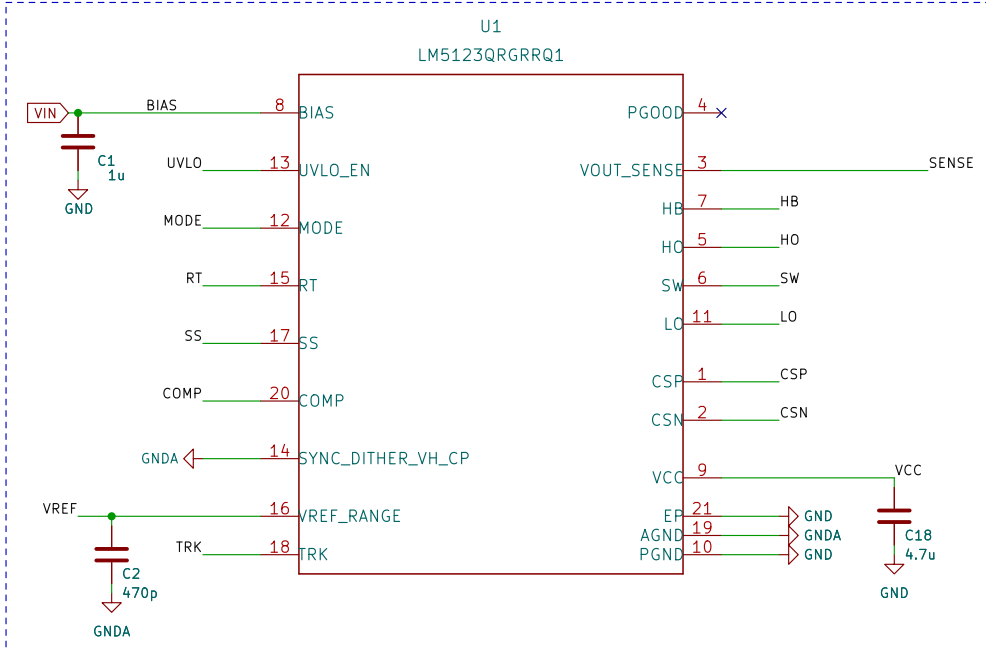 U1
LM5123QRGRRQ1
VIN
BIAS
8
BIAS
PGOOD
4
C1
1u
GND
UVLO
13
UVLO_EN
VOUT_SENSE
3
SENSE
HB
7
HB
MODE
12
MODE
HO
5
HO
RT
15
RT
SW
6
SW
LO
11
LO
SS
17
SS
CSP
1
CSP
COMP
20
COMP
CSN
2
CSN
GNDA
14
SYNC_DITHER_VH_CP
VCC
9
VCC
VREF
16
VREF_RANGE
EP
21
GND
AGND
19
GNDA
TRK
18
TRK
PGND
10
GND
C18
4.7u
GND
C2
470p
GNDA